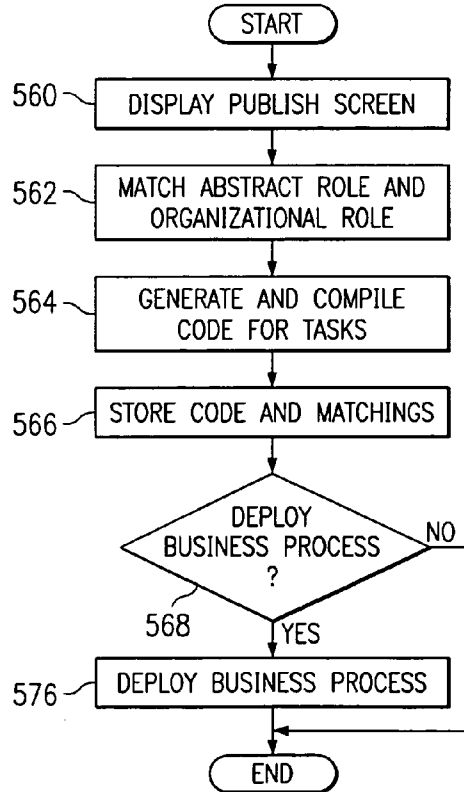 START
560
DISPLAY PUBLISH SCREEN
562
MATCH ABSTRACT ROLE AND
ORGANIZATIONAL ROLE
564
GENERATE AND COMPILE
CODE FOR TASKS
566
STORE CODE AND MATCHINGS
DEPLOY
BUSINESS PROCESS
?
NO
568
YES
576
DEPLOY BUSINESS PROCESS
END